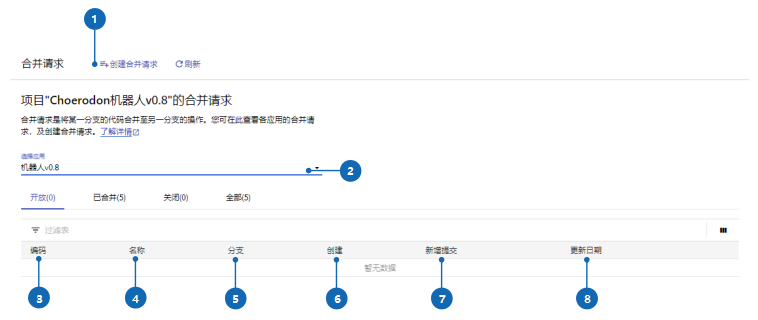 1
合并请求 创建合并请求 刷新
项目"Choerodon机器人v0.8"的合并请求
合并请求是将某一分支的代码合并至另一分支的操作。您可在此查看各应用的合并请
求，及创建合并请求。了解详情
选择应用
机器人v0.8 2
开放(0) 已合并(5) 关闭(0) 全部(5)
过滤表
编码 名称 分支 创建 新增提交 更新日期
暂无数据
3 4 5 6 7 8